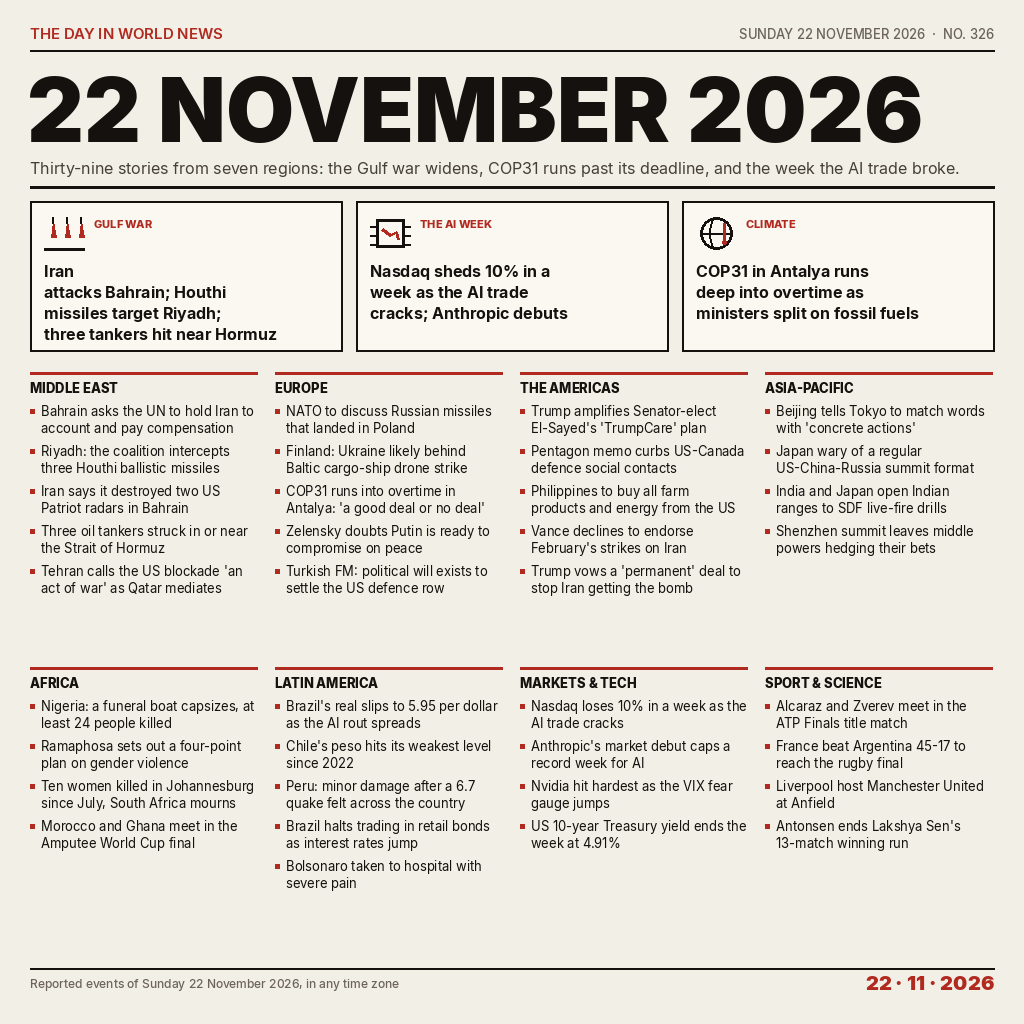 THE DAY IN WORLD NEWS
SUNDAY 22 NOVEMBER 2026 · NO. 326
22 NOVEMBER 2026
Thirty-nine stories from seven regions: the Gulf war widens, COP31 runs past its deadline, and the week the AI trade broke.
GULF WAR
Iran
attacks Bahrain; Houthi
missiles target Riyadh;
three tankers hit near Hormuz
THE AI WEEK
Nasdaq sheds 10% in a
week as the AI trade
cracks; Anthropic debuts
CLIMATE
COP31 in Antalya runs
deep into overtime as
ministers split on fossil fuels
MIDDLE EAST
Bahrain asks the UN to hold Iran to
account and pay compensation
Riyadh: the coalition intercepts
three Houthi ballistic missiles
Iran says it destroyed two US
Patriot radars in Bahrain
Three oil tankers struck in or near
the Strait of Hormuz
Tehran calls the US blockade 'an
act of war' as Qatar mediates
EUROPE
NATO to discuss Russian missiles
that landed in Poland
Finland: Ukraine likely behind
Baltic cargo-ship drone strike
COP31 runs into overtime in
Antalya: 'a good deal or no deal'
Zelensky doubts Putin is ready to
compromise on peace
Turkish FM: political will exists to
settle the US defence row
THE AMERICAS
Trump amplifies Senator-elect
El-Sayed's 'TrumpCare' plan
Pentagon memo curbs US-Canada
defence social contacts
Philippines to buy all farm
products and energy from the US
Vance declines to endorse
February's strikes on Iran
Trump vows a 'permanent' deal to
stop Iran getting the bomb
ASIA-PACIFIC
Beijing tells Tokyo to match words
with 'concrete actions'
Japan wary of a regular
US-China-Russia summit format
India and Japan open Indian
ranges to SDF live-fire drills
Shenzhen summit leaves middle
powers hedging their bets
AFRICA
Nigeria: a funeral boat capsizes, at
least 24 people killed
Ramaphosa sets out a four-point
plan on gender violence
Ten women killed in Johannesburg
since July, South Africa mourns
Morocco and Ghana meet in the
Amputee World Cup final
LATIN AMERICA
Brazil's real slips to 5.95 per dollar
as the AI rout spreads
Chile's peso hits its weakest level
since 2022
Peru: minor damage after a 6.7
quake felt across the country
Brazil halts trading in retail bonds
as interest rates jump
Bolsonaro taken to hospital with
severe pain
MARKETS & TECH
Nasdaq loses 10% in a week as the
AI trade cracks
Anthropic's market debut caps a
record week for AI
Nvidia hit hardest as the VIX fear
gauge jumps
US 10-year Treasury yield ends the
week at 4.91%
SPORT & SCIENCE
Alcaraz and Zverev meet in the
ATP Finals title match
France beat Argentina 45-17 to
reach the rugby final
Liverpool host Manchester United
at Anfield
Antonsen ends Lakshya Sen's
13-match winning run
Reported events of Sunday 22 November 2026, in any time zone
22 · 11 · 2026